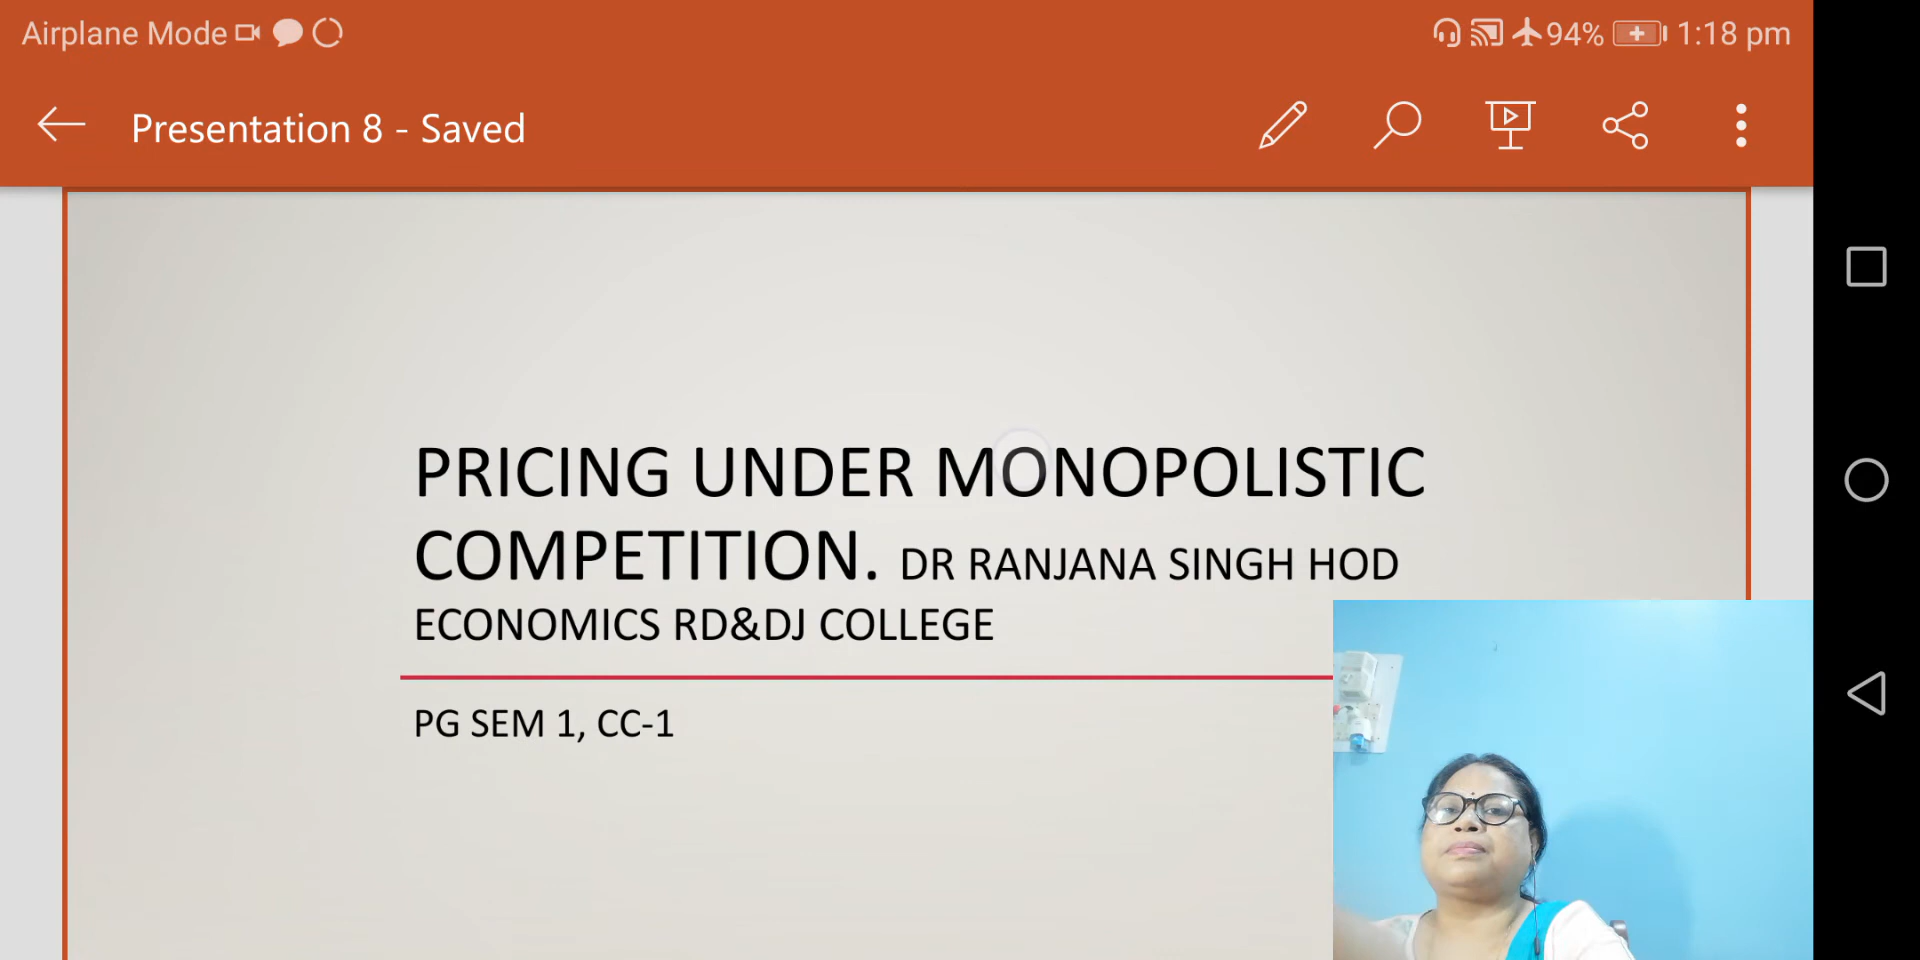 Airplane Mode
94%
1:18 pm
Presentation 8 - Saved
PRICING UNDER MONOPOLISTIC
COMPETITION. DR RANJANA SINGH HOD
ECONOMICS RD&DJ COLLEGE
PG SEM 1, CC-1